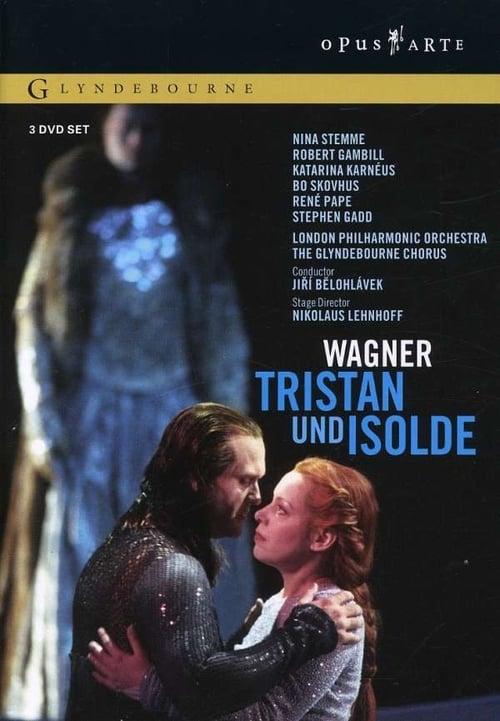 OPUS ARTE
GLYNDEBOURNE
3 DVD SET
NINA STEMME
ROBERT GAMBILL
KATARINA KARNÉUS
BO SKOVHUS
RENÉ PAPE
STEPHEN GADD
LONDON PHILHARMONIC ORCHESTRA
THE GLYNDEBOURNE CHORUS
Conductor
JIŘÍ BĚLOHLÁVEK
Stage Director
NIKOLAUS LEHNHOFF
WAGNER
TRISTAN
UND ISOLDE